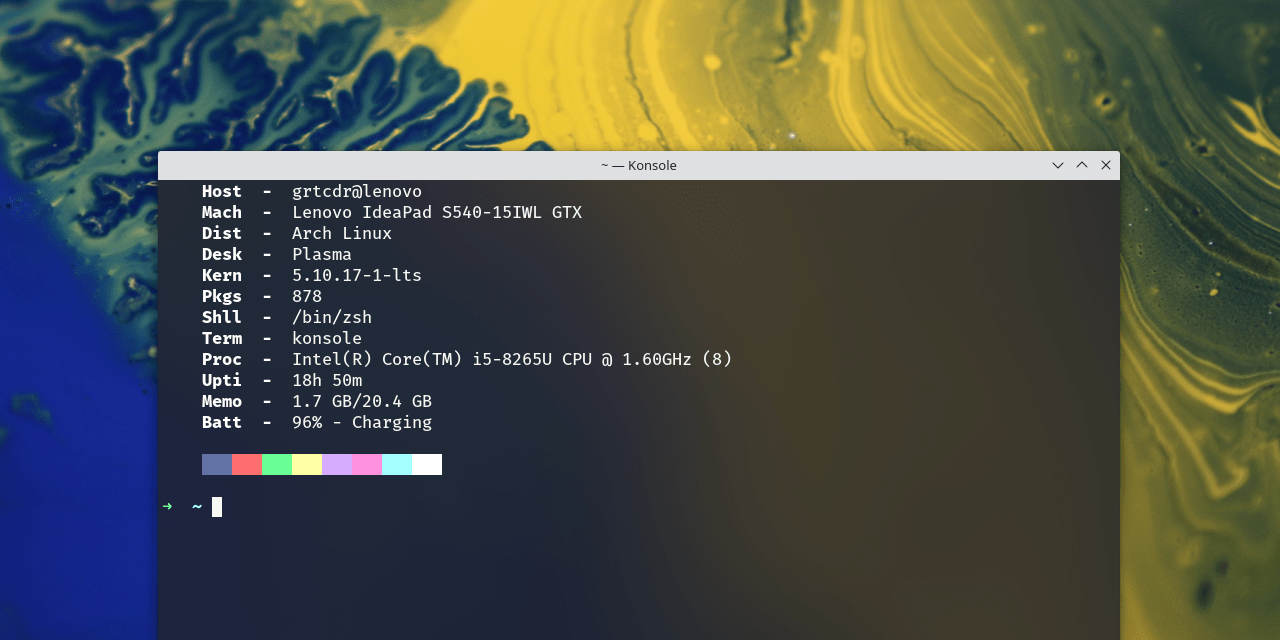 ~ — Konsole
Host - grtcdr@lenovo
Mach - Lenovo IdeaPad S540-15IWL GTX
Dist - Arch Linux
Desk - Plasma
Kern - 5.10.17-1-lts
Pkgs - 878
Shll - /bin/zsh
Term - konsole
Proc - Intel(R) Core(TM) i5-8265U CPU @ 1.60GHz (8)
Upti - 18h 50m
Memo - 1.7 GB/20.4 GB
Batt - 96% - Charging
➜ ~